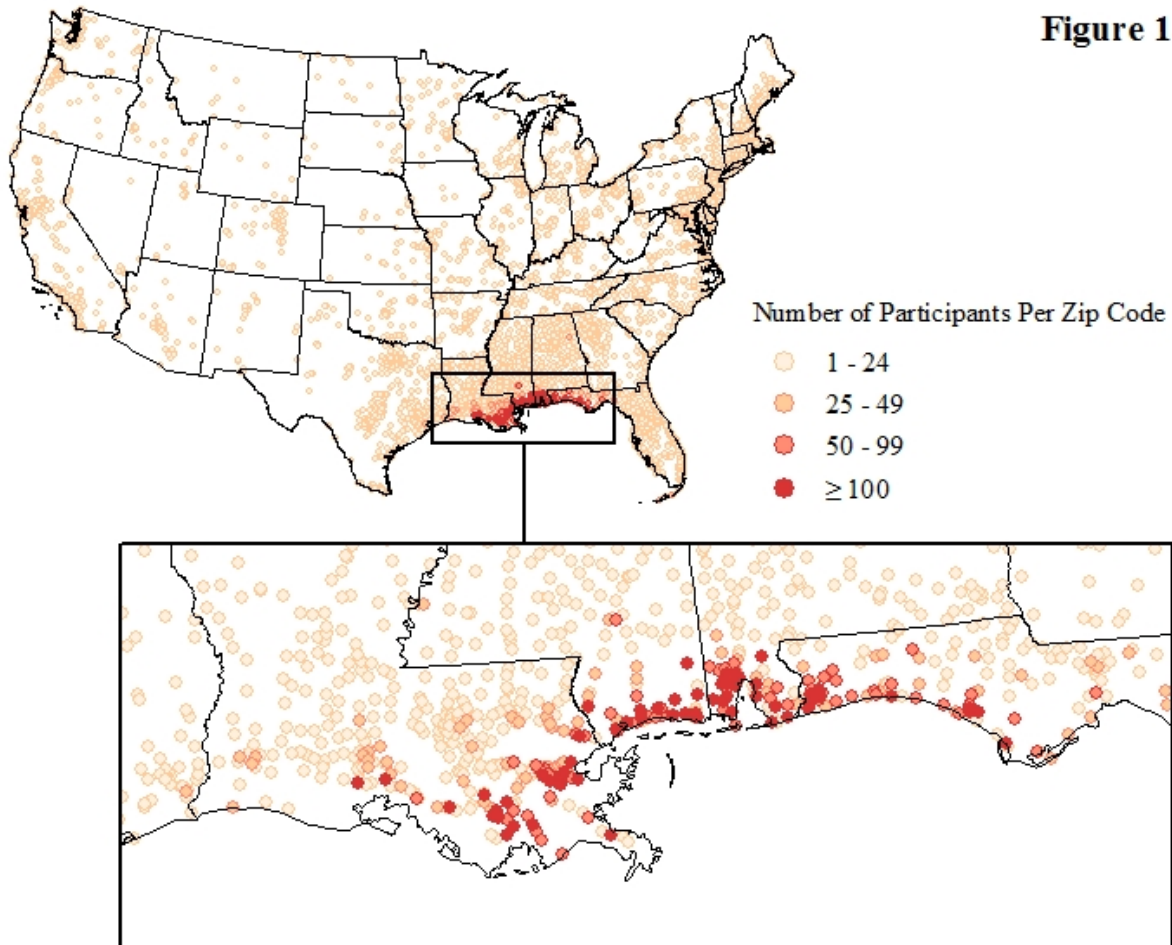 Figure 1
Number of Participants Per Zip Code
1 - 24
25 - 49
50 - 99
≥ 100